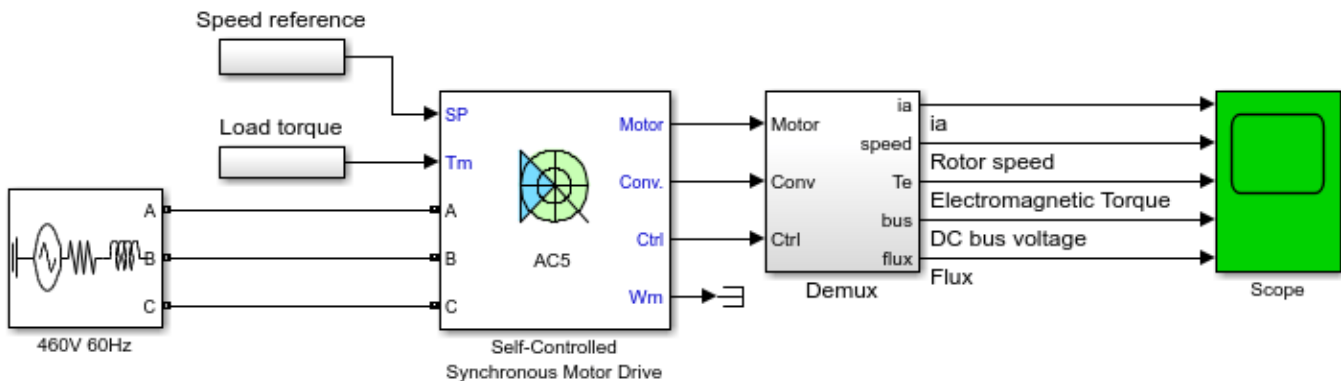 Speed reference
Load torque
A
B
C
460V 60Hz
SP
Tm
A
B
C
Motor
Conv.
Ctrl
Wm
AC5
Self-Controlled
Synchronous Motor Drive
Motor
Conv
Ctrl
ia
speed
Te
bus
flux
Demux
ia
Rotor speed
Electromagnetic Torque
DC bus voltage
Flux
Scope